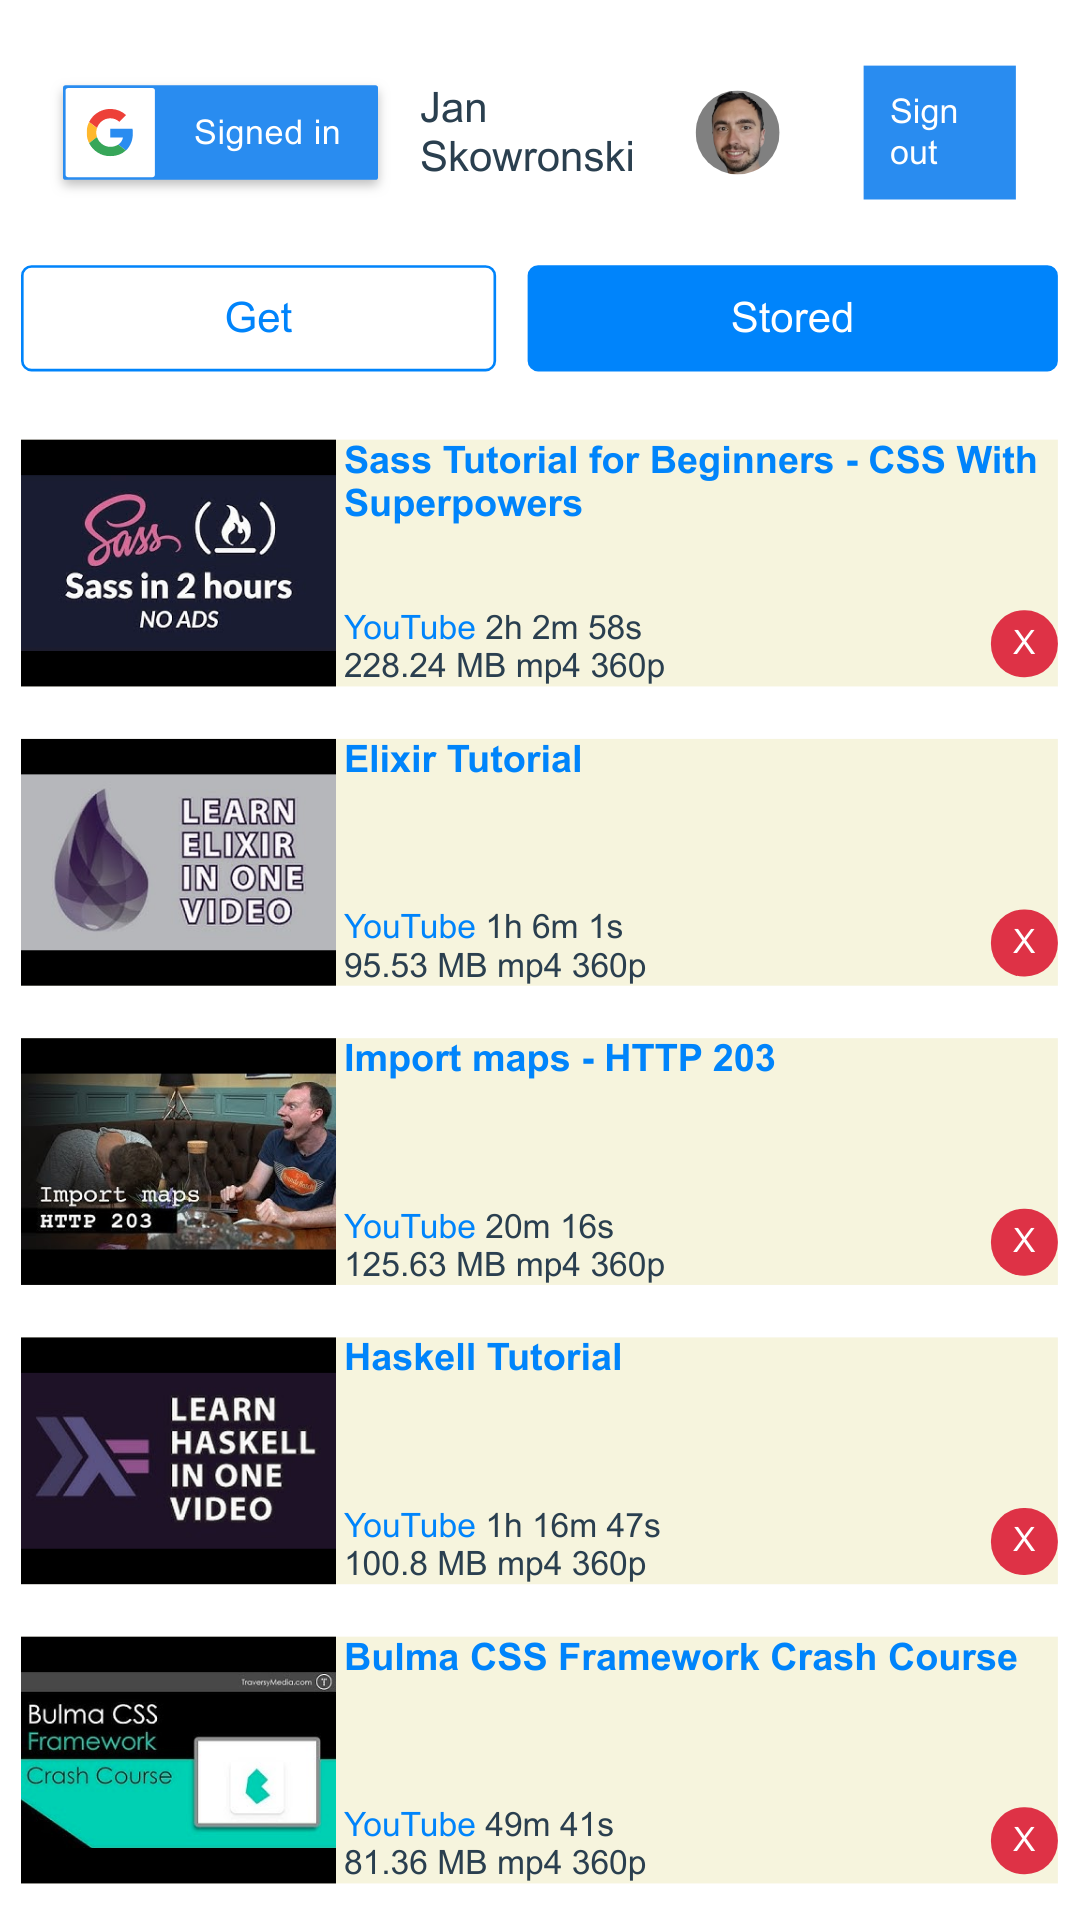 Signed in
Jan
Skowronski
Sign
out
Get
Stored
Sass
Sass in 2 hours
NO ADS
Sass Tutorial for Beginners - CSS With
Superpowers
YouTube 2h 2m 58s
228.24 MB mp4 360p
X
LEARN
ELIXIR
IN ONE
VIDEO
Elixir Tutorial
YouTube 1h 6m 1s
95.53 MB mp4 360p
X
Import maps
HTTP 203
Import maps - HTTP 203
YouTube 20m 16s
125.63 MB mp4 360p
X
LEARN
HASKELL
IN ONE
VIDEO
Haskell Tutorial
YouTube 1h 16m 47s
100.8 MB mp4 360p
X
TraversyMedia.com
Bulma CSS
Framework
Crash Course
Bulma CSS Framework Crash Course
YouTube 49m 41s
81.36 MB mp4 360p
X